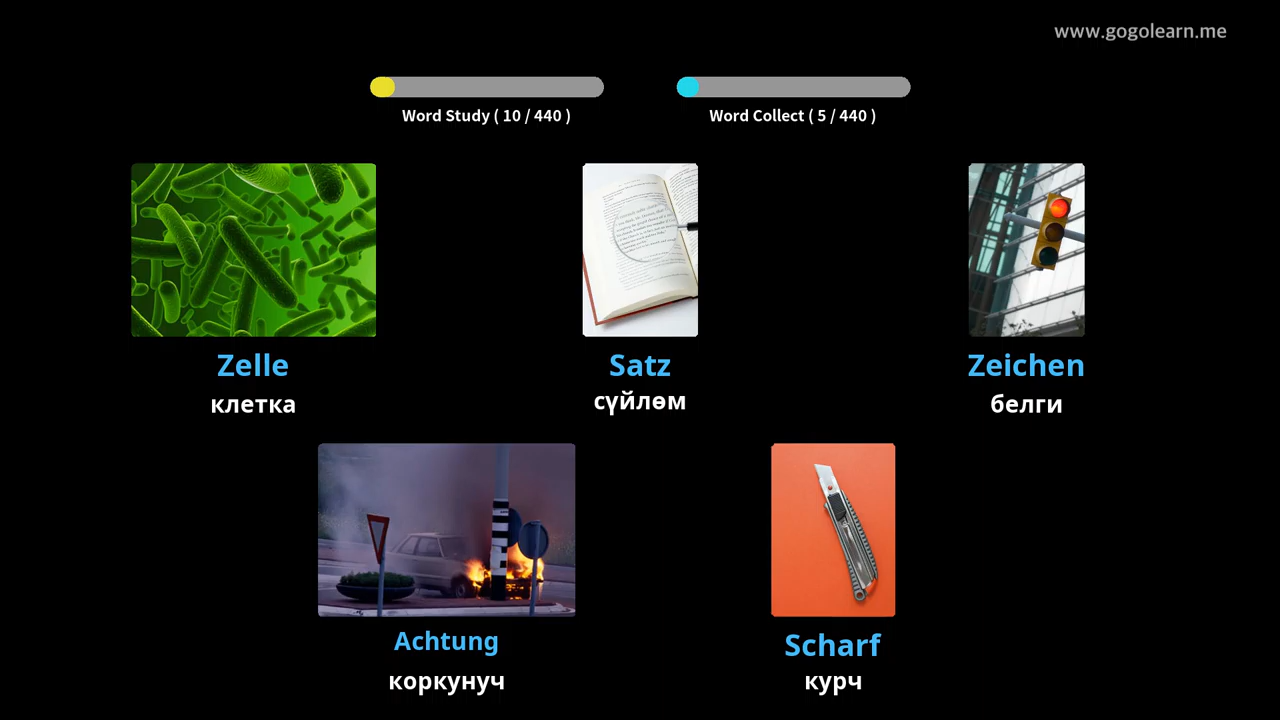 www.gogolearn.me
Word Study ( 10 / 440 )
Word Collect ( 5 / 440 )
Zelle
клетка
Satz
сүйлөм
Zeichen
белги
Achtung
коркунуч
Scharf
курч